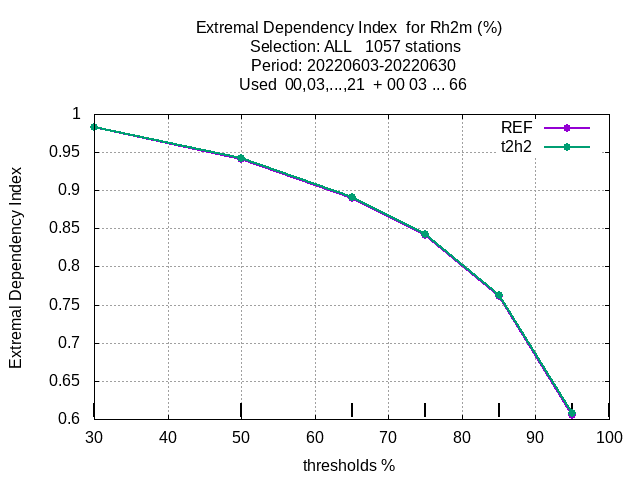 Extremal Dependency Index  for Rh2m (%)
Selection: ALL   1057 stations
Period: 20220603-20220630
Used  00,03,...,21  + 00 03 ... 66
REF
t2h2
1
0.95
0.9
0.85
0.8
0.75
0.7
0.65
0.6
Extremal Dependency Index
30 40 50 60 70 80 90 100
thresholds %